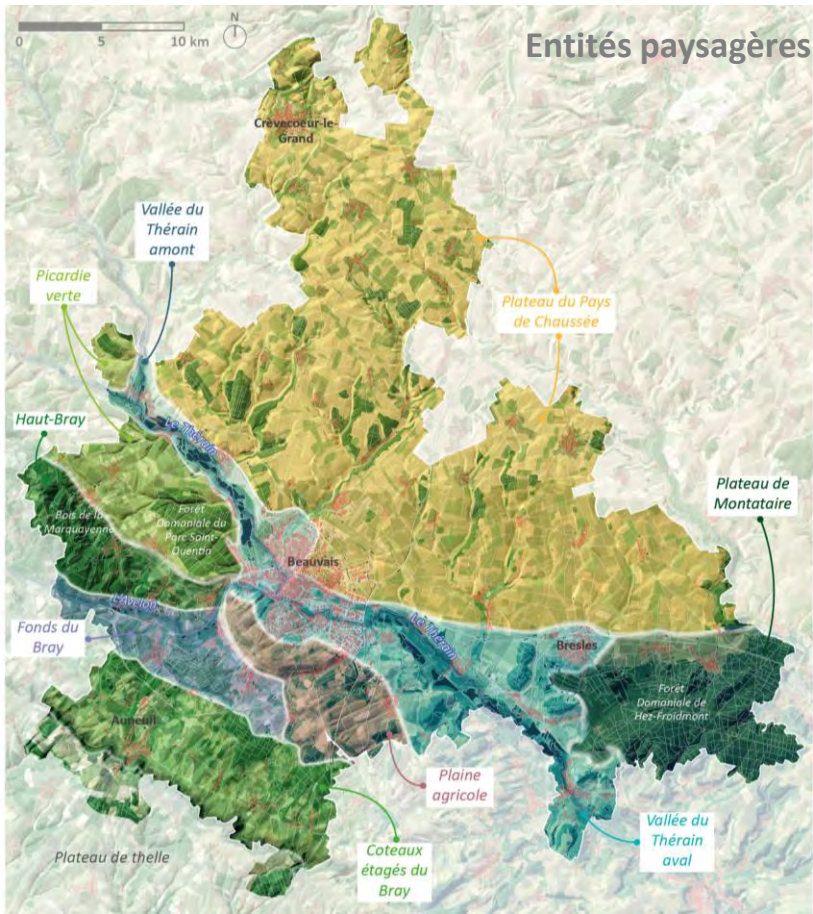 Entités paysagères
N
0 5 10 km
Crèvecoeur-le-
Grand
Vallée du
Thérain
amont
Picardie
verte
Plateau du Pays
de Chaussée
Haut-Bray
Le Thérain
Plateau de
Montataire
Bois de la
Marquayenne
Forêt
Domaniale du
Parc Saint-
Quentin
Beauvais
L'Avelon
Le Thérain
Fonds du
Bray
Bresles
Forêt
Domaniale de
Hez-Froidmont
Auneuil
Plaine
agricole
Vallée du
Thérain
aval
Coteaux
étagés du
Bray
Plateau de thelle